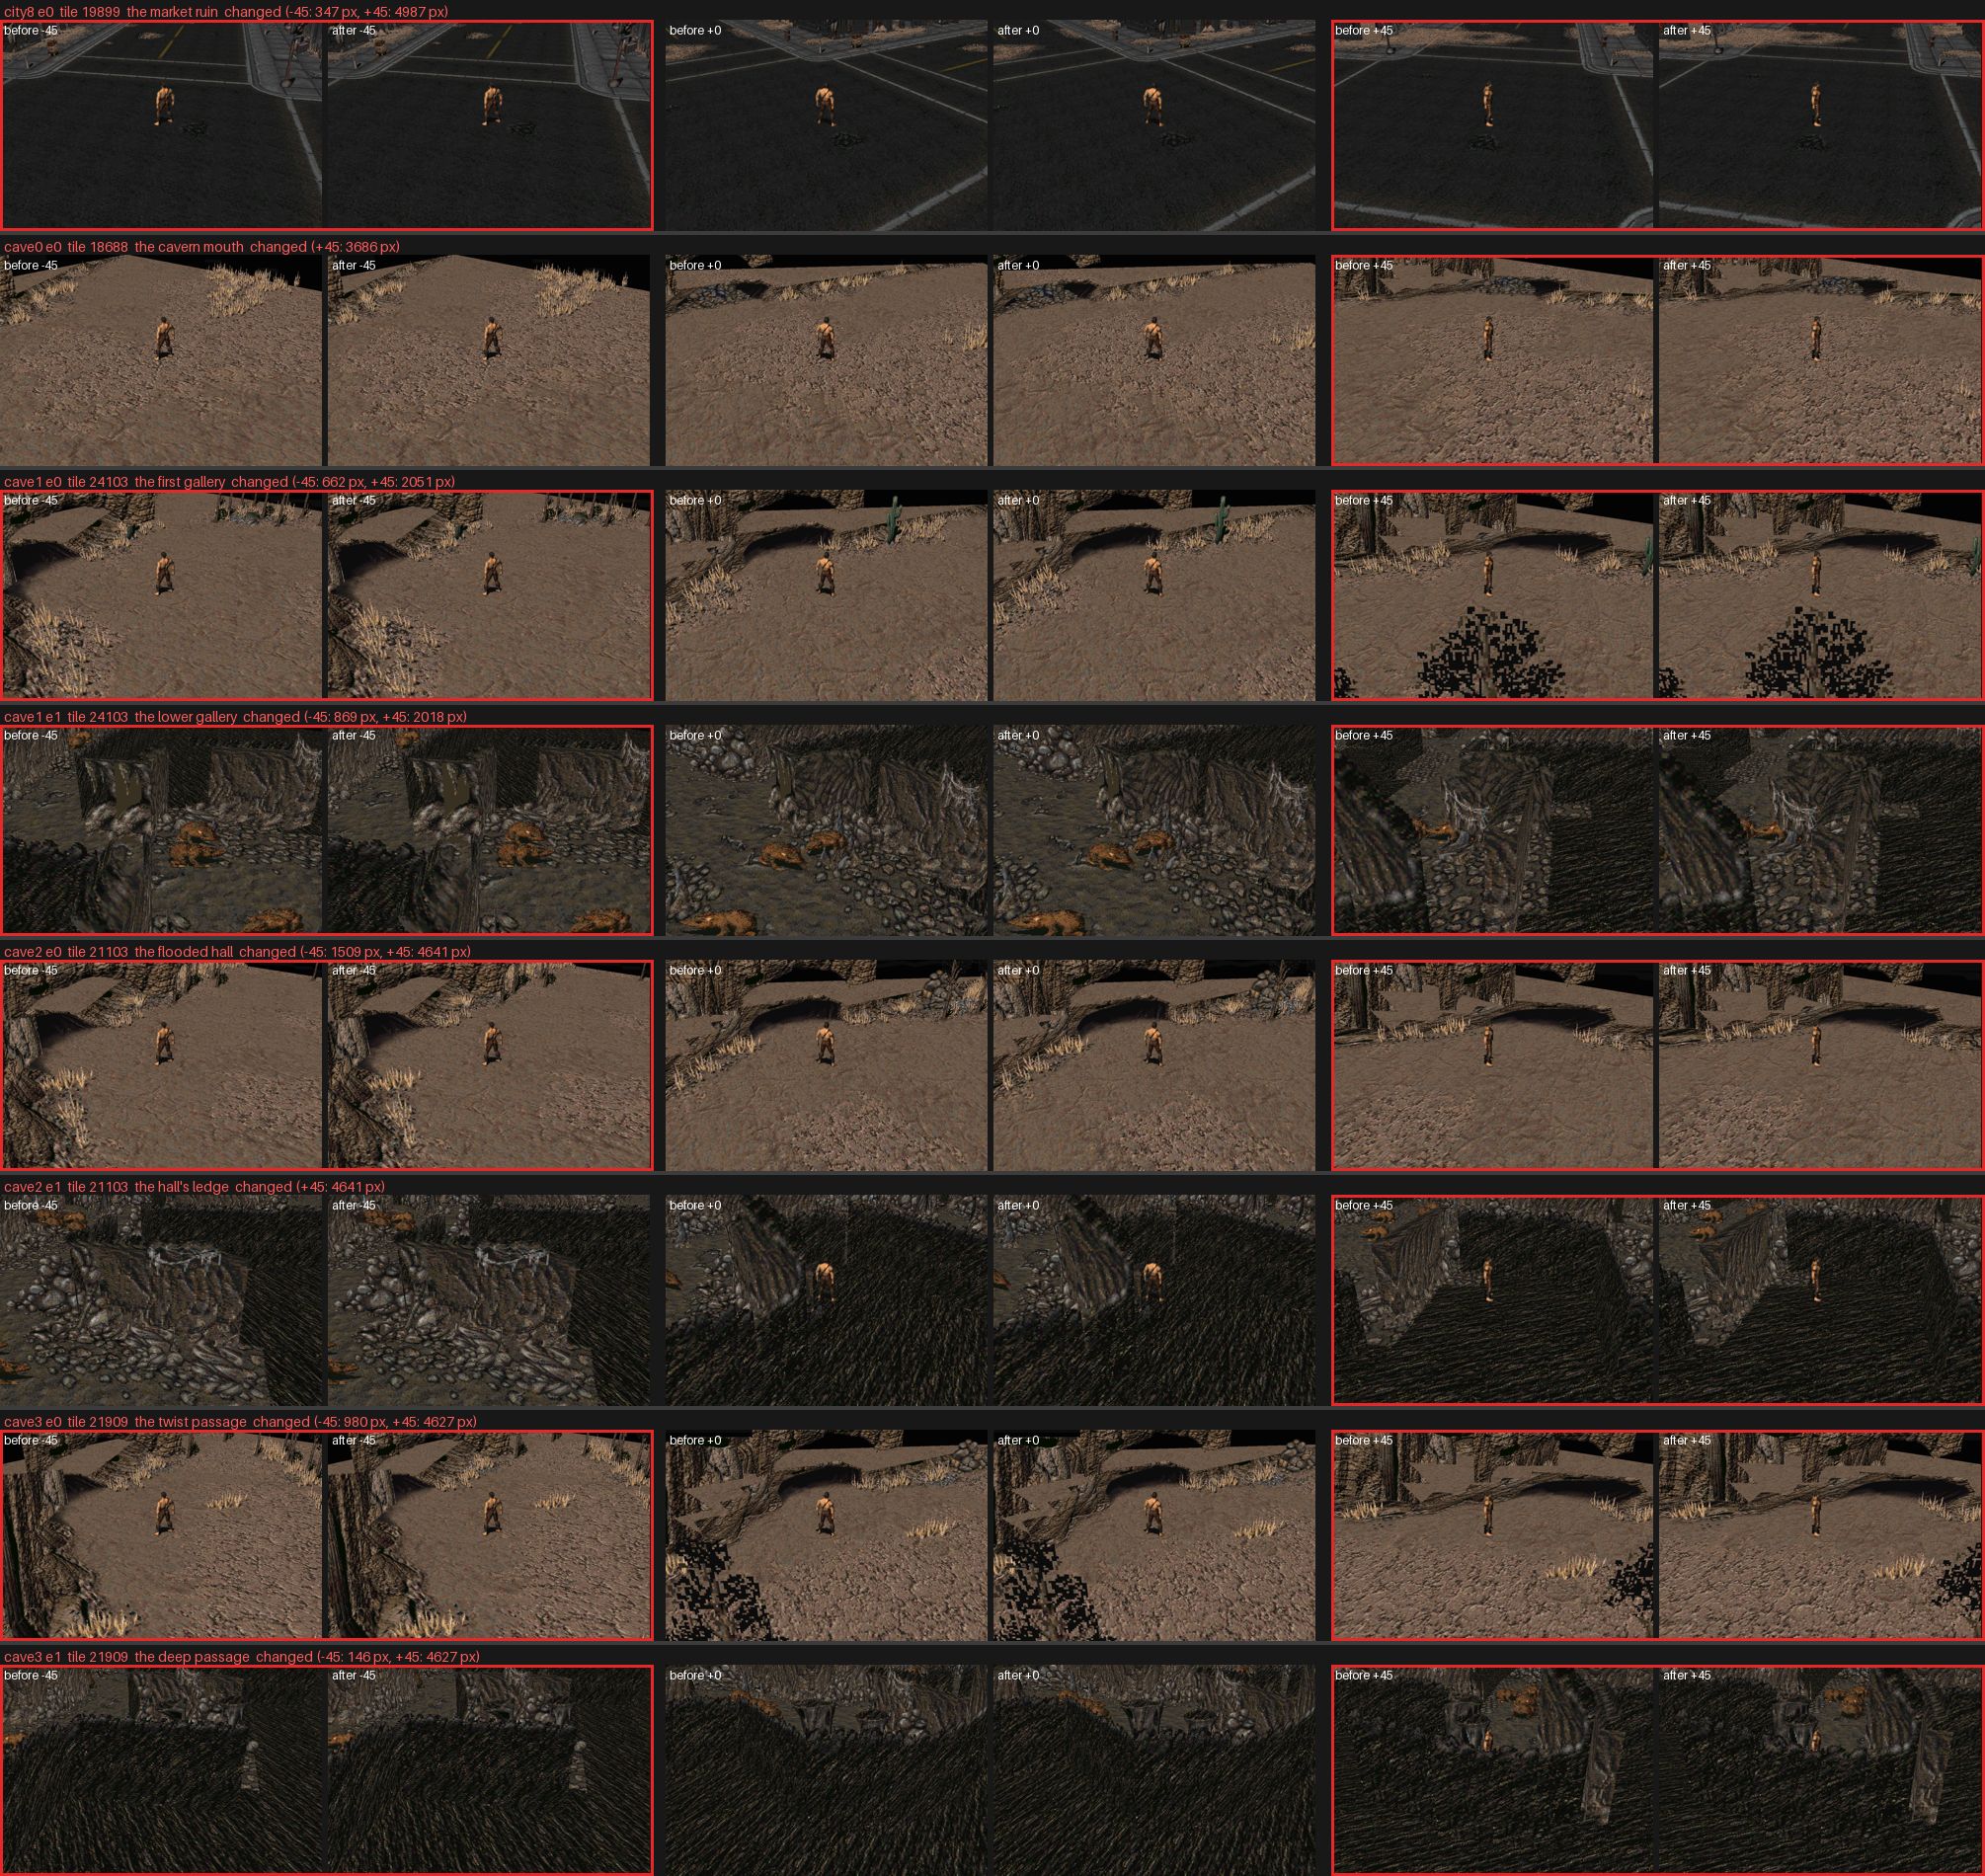 city8 e0 tile 19899 the market ruin changed (-45: 347 px, +45: 4987 px)
before -45 after -45 before +0 after +0 before +45 after +45
cave0 e0 tile 18688 the cavern mouth changed (+45: 3686 px)
before -45 after -45 before +0 after +0 before +45 after +45
cave1 e0 tile 24103 the first gallery changed (-45: 662 px, +45: 2051 px)
before -45 after -45 before +0 after +0 before +45 after +45
cave1 e1 tile 24103 the lower gallery changed (-45: 869 px, +45: 2018 px)
before -45 after -45 before +0 after +0 before +45 after +45
cave2 e0 tile 21103 the flooded hall changed (-45: 1509 px, +45: 4641 px)
before -45 after -45 before +0 after +0 before +45 after +45
cave2 e1 tile 21103 the hall's ledge changed (+45: 4641 px)
before -45 after -45 before +0 after +0 before +45 after +45
cave3 e0 tile 21909 the twist passage changed (-45: 980 px, +45: 4627 px)
before -45 after -45 before +0 after +0 before +45 after +45
cave3 e1 tile 21909 the deep passage changed (-45: 146 px, +45: 4627 px)
before -45 after -45 before +0 after +0 before +45 after +45